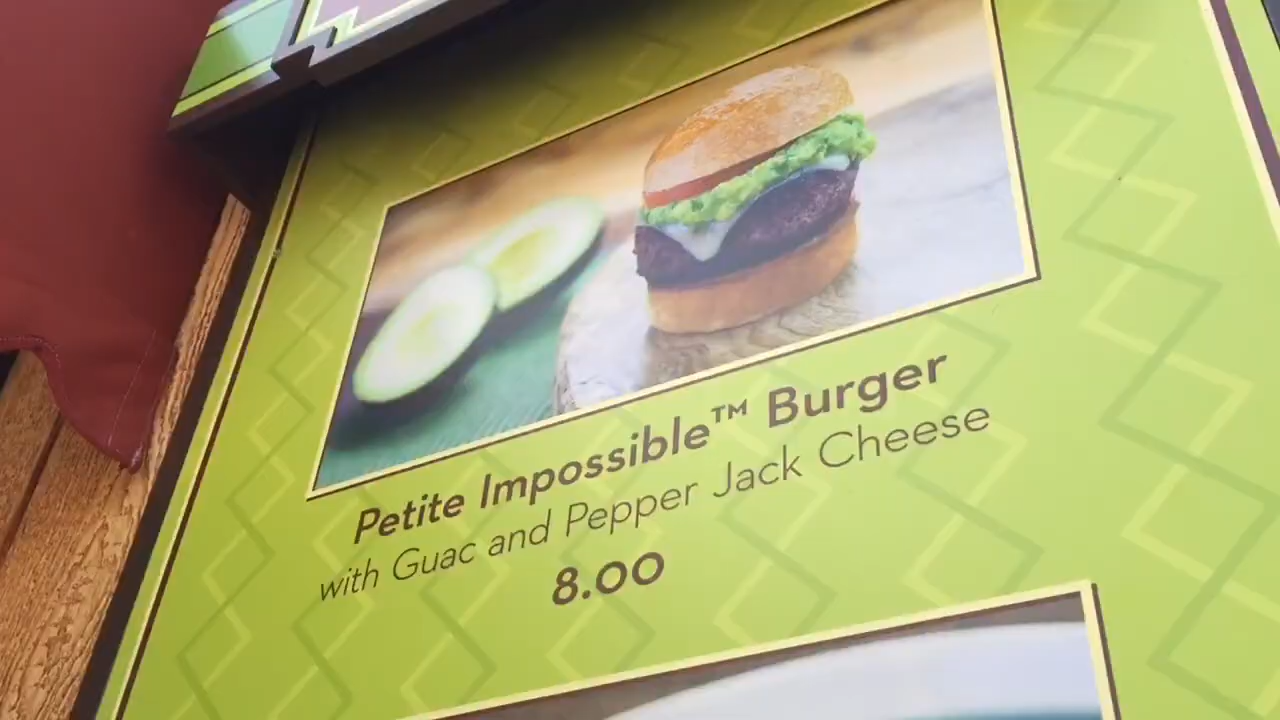 Petite Impossible™ Burger
with Guac and Pepper Jack Cheese
8.00